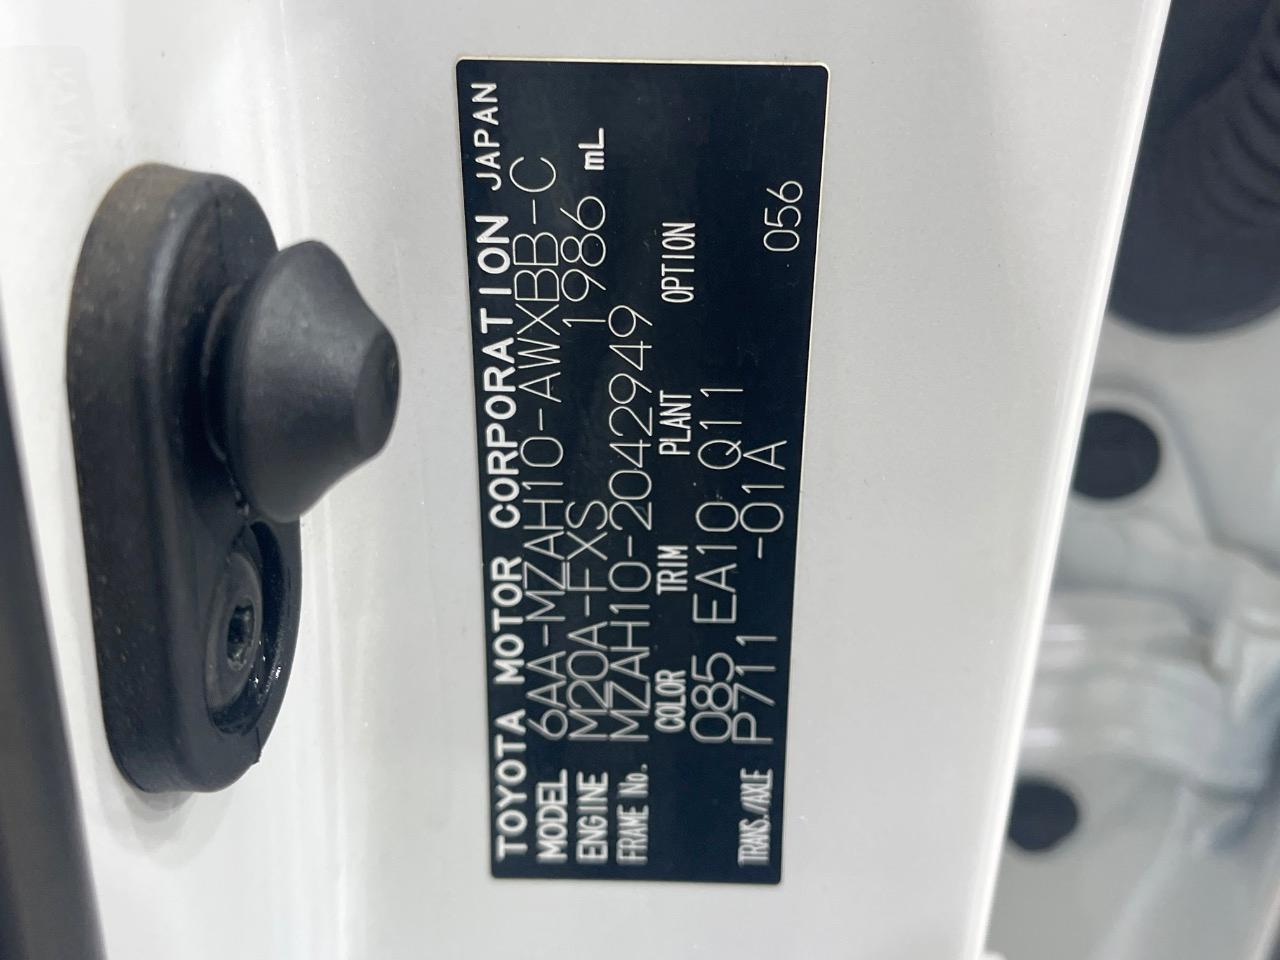 TOYOTA MOTOR CORPORATION JAPAN
MODEL 6AA-MZAH10-AWXBB-C
ENGINE M20A-FXS 1986 mL
FRAME No. MZAH10-2042949
COLOR TRIM PLANT OPTION
085 EA10 Q11
TRANS./AXLE P711 -01A
056